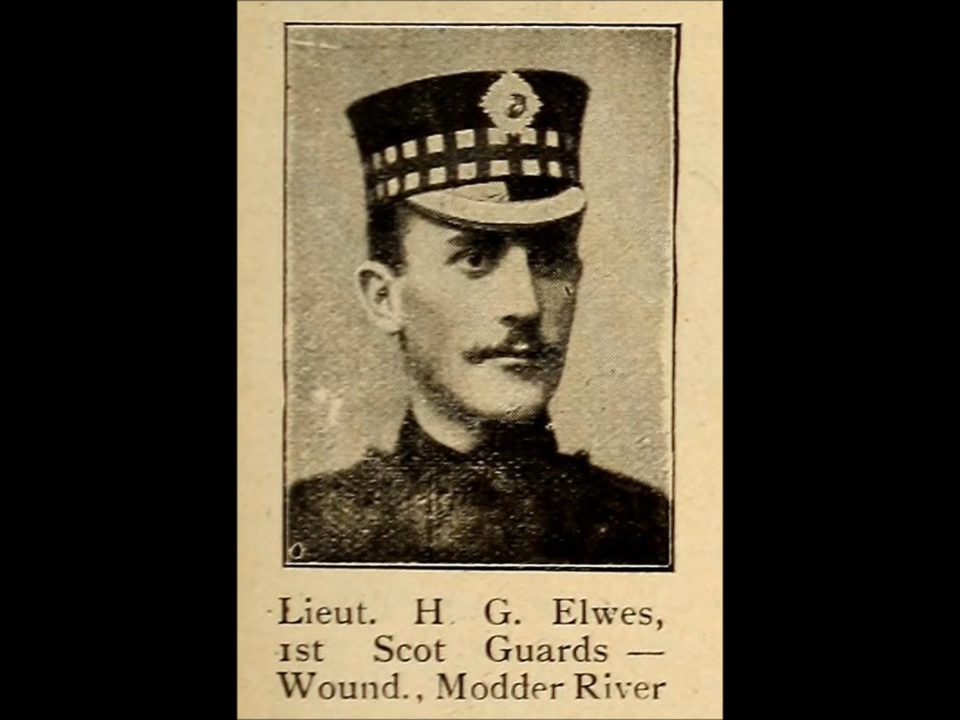 Lieut. H. G. Elwes,
1st Scot Guards —
Wound., Modder River